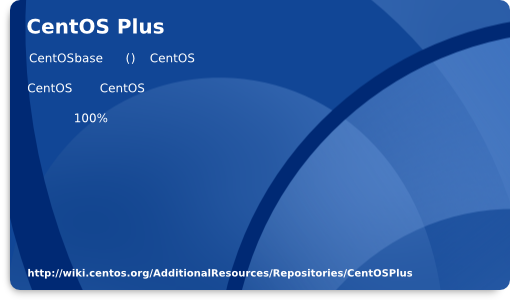 CentOS Plus
CentOSbase () CentOS
CentOS CentOS
100%
http://wiki.centos.org/AdditionalResources/Repositories/CentOSPlus